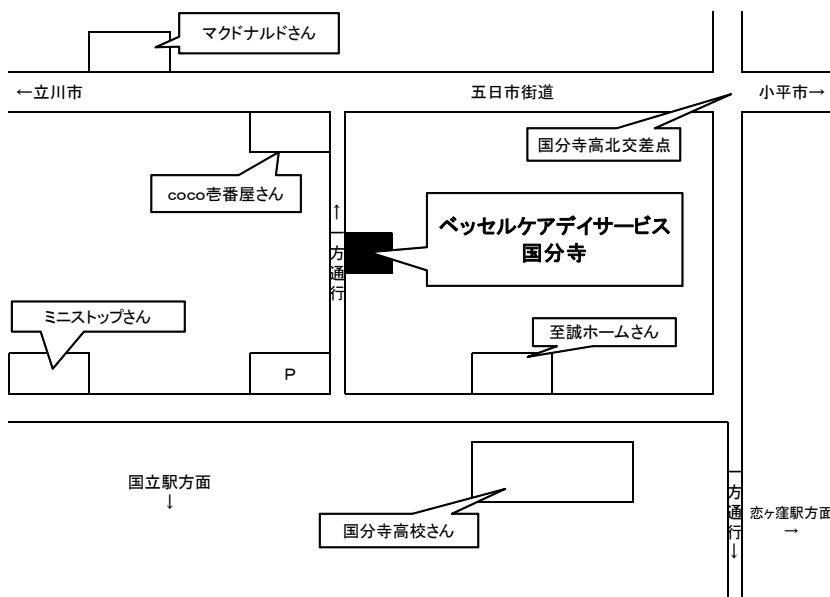 マクドナルドさん
←立川市
五日市街道
小平市→
国分寺高北交差点
coco壱番屋さん
↑
一方通行
ベッセルケアデイサービス
国分寺
ミニストップさん
至誠ホームさん
P
国立駅方面
↓
国分寺高校さん
一方通行
↓
恋ヶ窪駅方面
→